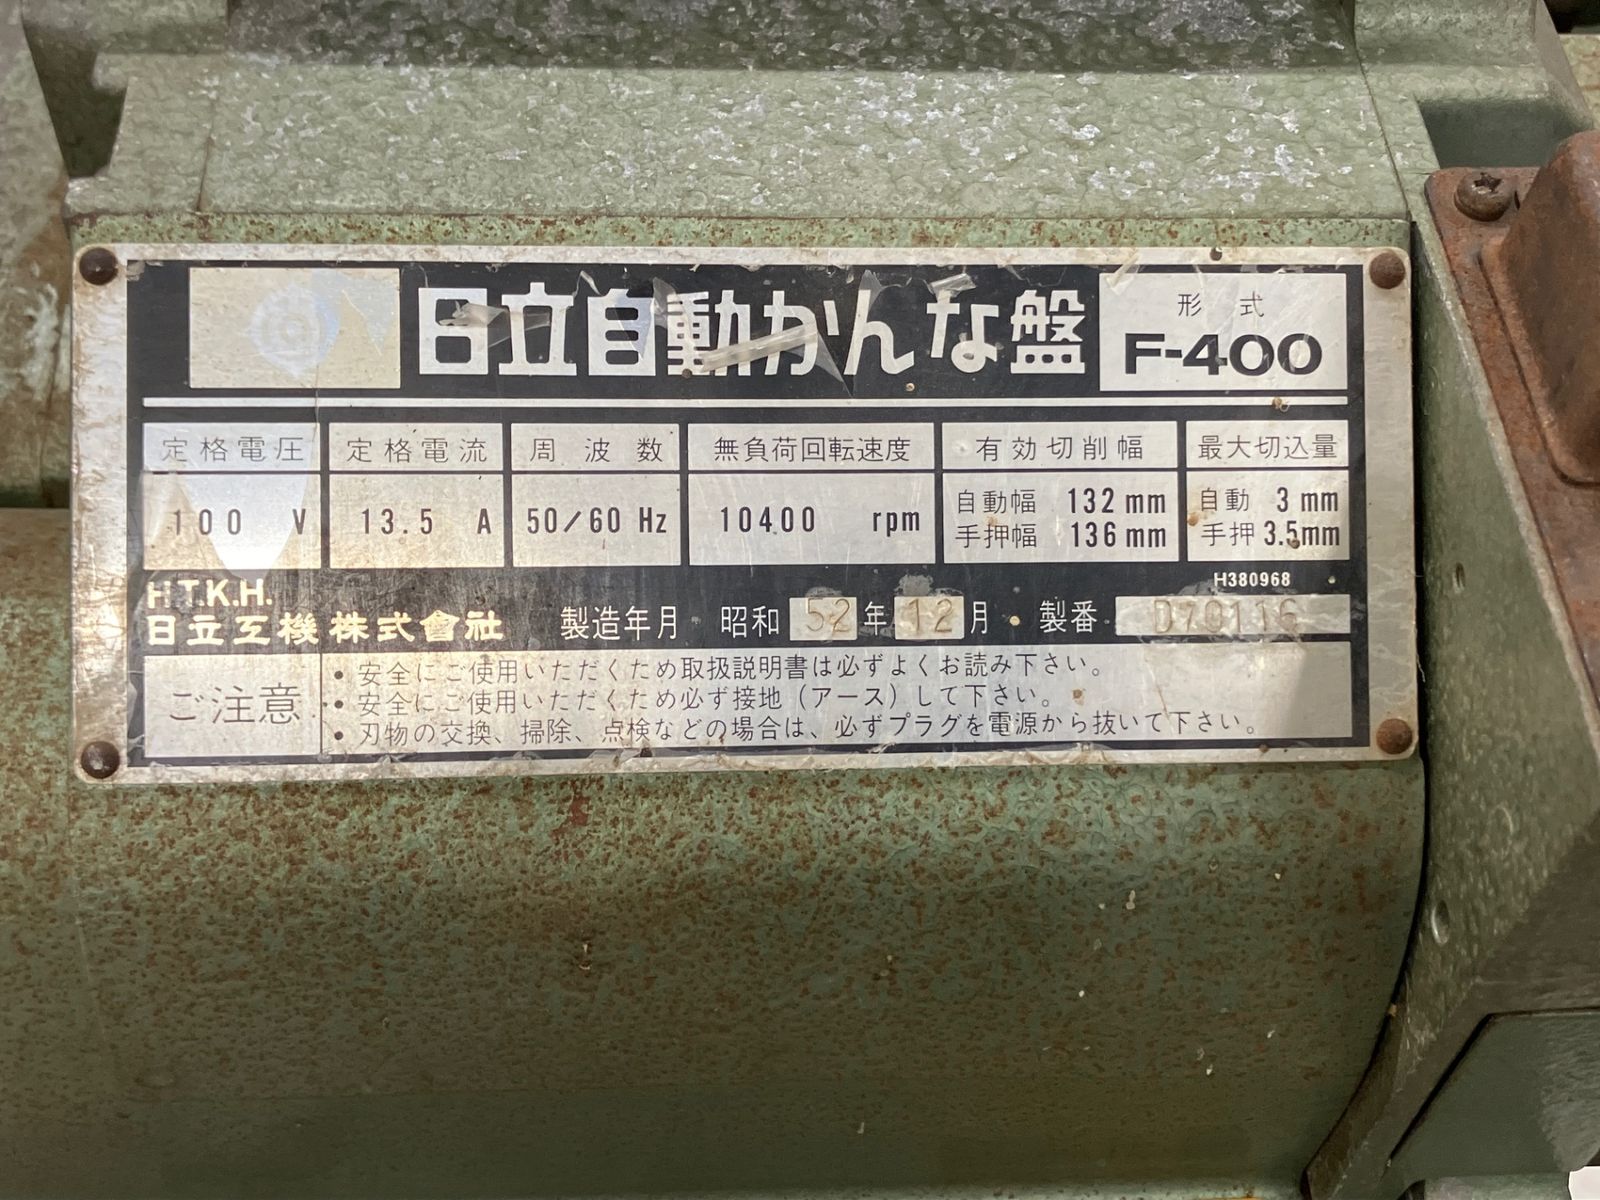 日立自動かんな盤
形式
F-400
定格電圧 定格電流 周波数 無負荷回転速度 有効切削幅 最大切込量
100 V 13.5 A 50/60 Hz 10400 rpm 自動幅 132 mm 自動 3 mm
手押幅 136 mm 手押 3.5mm
H380968
H.T.K.H.
日立工機株式會社 製造年月 昭和 52 年 12 月 製番 D70116
ご注意
・安全にご使用いただくため取扱説明書は必ずよくお読み下さい。
・安全にご使用いただくため必ず接地(アース)して下さい。
・刃物の交換、掃除、点検などの場合は、必ずプラグを電源から抜いて下さい。